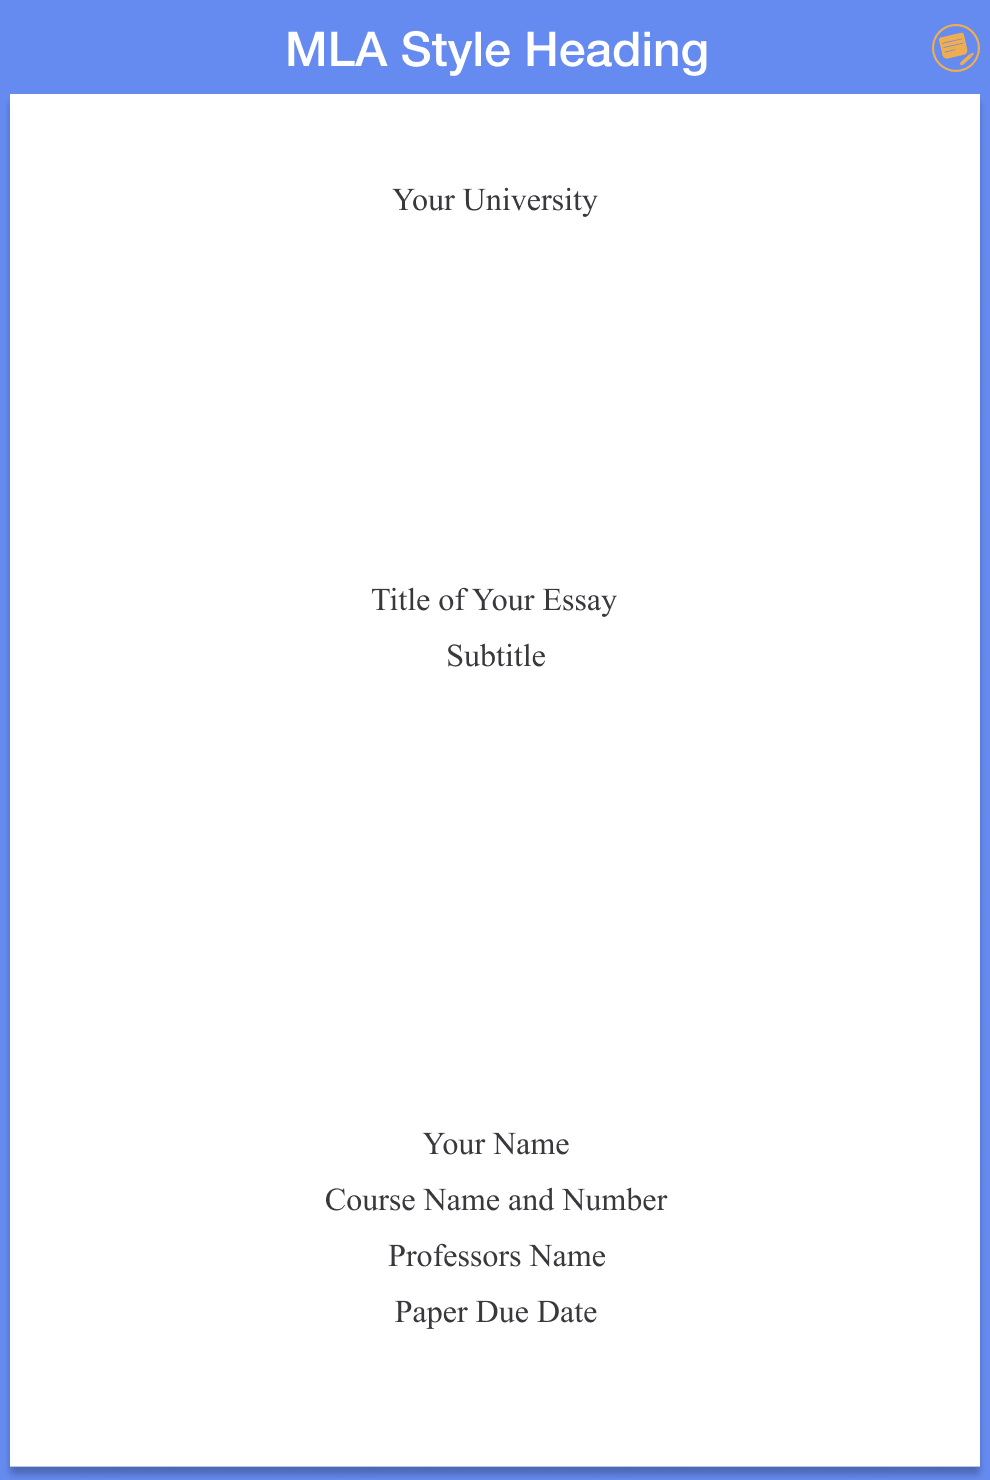 MLA Style Heading
Your University
Title of Your Essay
Subtitle
Your Name
Course Name and Number
Professors Name
Paper Due Date